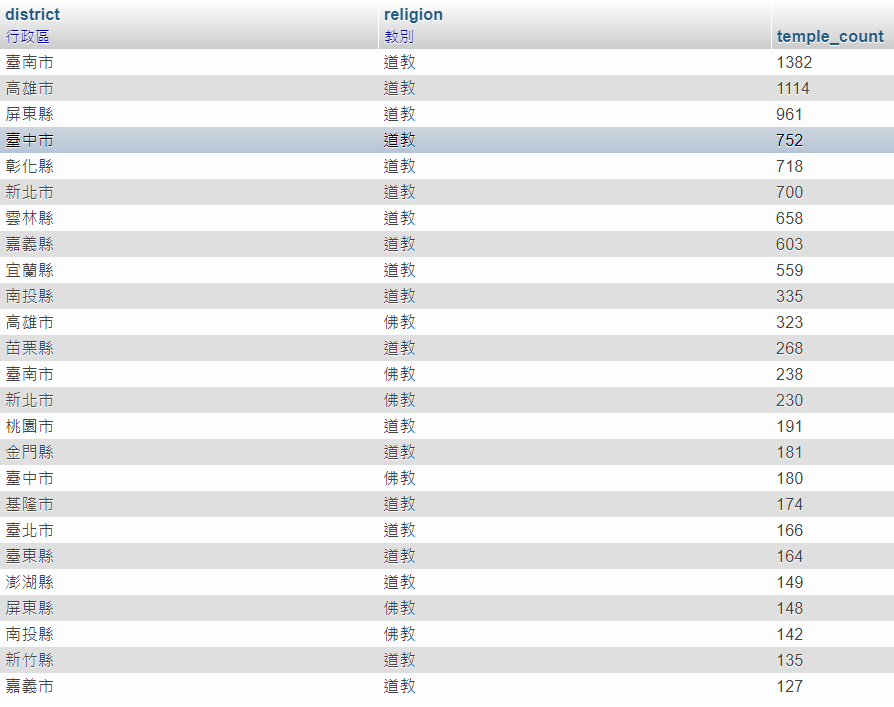 district religion
行政區 教別 temple_count
臺南市 道教 1382
高雄市 道教 1114
屏東縣 道教 961
臺中市 道教 752
彰化縣 道教 718
新北市 道教 700
雲林縣 道教 658
嘉義縣 道教 603
宜蘭縣 道教 559
南投縣 道教 335
高雄市 佛教 323
苗栗縣 道教 268
臺南市 佛教 238
新北市 佛教 230
桃園市 道教 191
金門縣 道教 181
臺中市 佛教 180
基隆市 道教 174
臺北市 道教 166
臺東縣 道教 164
澎湖縣 道教 149
屏東縣 佛教 148
南投縣 佛教 142
新竹縣 道教 135
嘉義市 道教 127